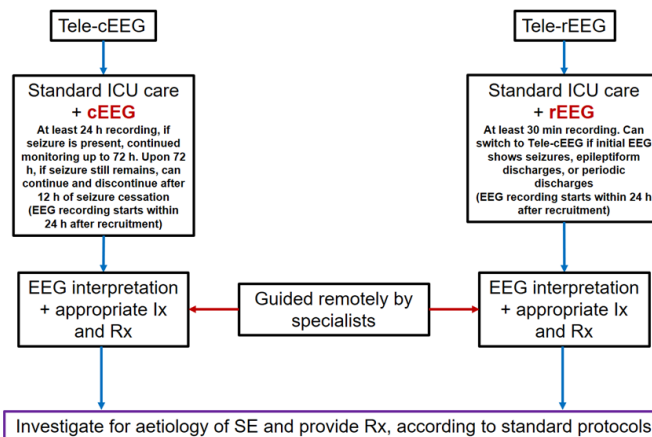 Tele-cEEG
Tele-rEEG
Standard ICU care
+ cEEG
At least 24 h recording, if
seizure is present, continued
monitoring up to 72 h. Upon 72
h, if seizure still remains, can
continue and discontinue after
12 h of seizure cessation
(EEG recording starts within
24 h after recruitment)
Standard ICU care
+ rEEG
At least 30 min recording. Can
switch to Tele-cEEG if initial EEG
shows seizures, epileptiform
discharges, or periodic
discharges
(EEG recording starts within 24 h
after recruitment)
EEG interpretation
+ appropriate Ix
and Rx
Guided remotely by
specialists
EEG interpretation
+ appropriate Ix
and Rx
Investigate for aetiology of SE and provide Rx, according to standard protocols